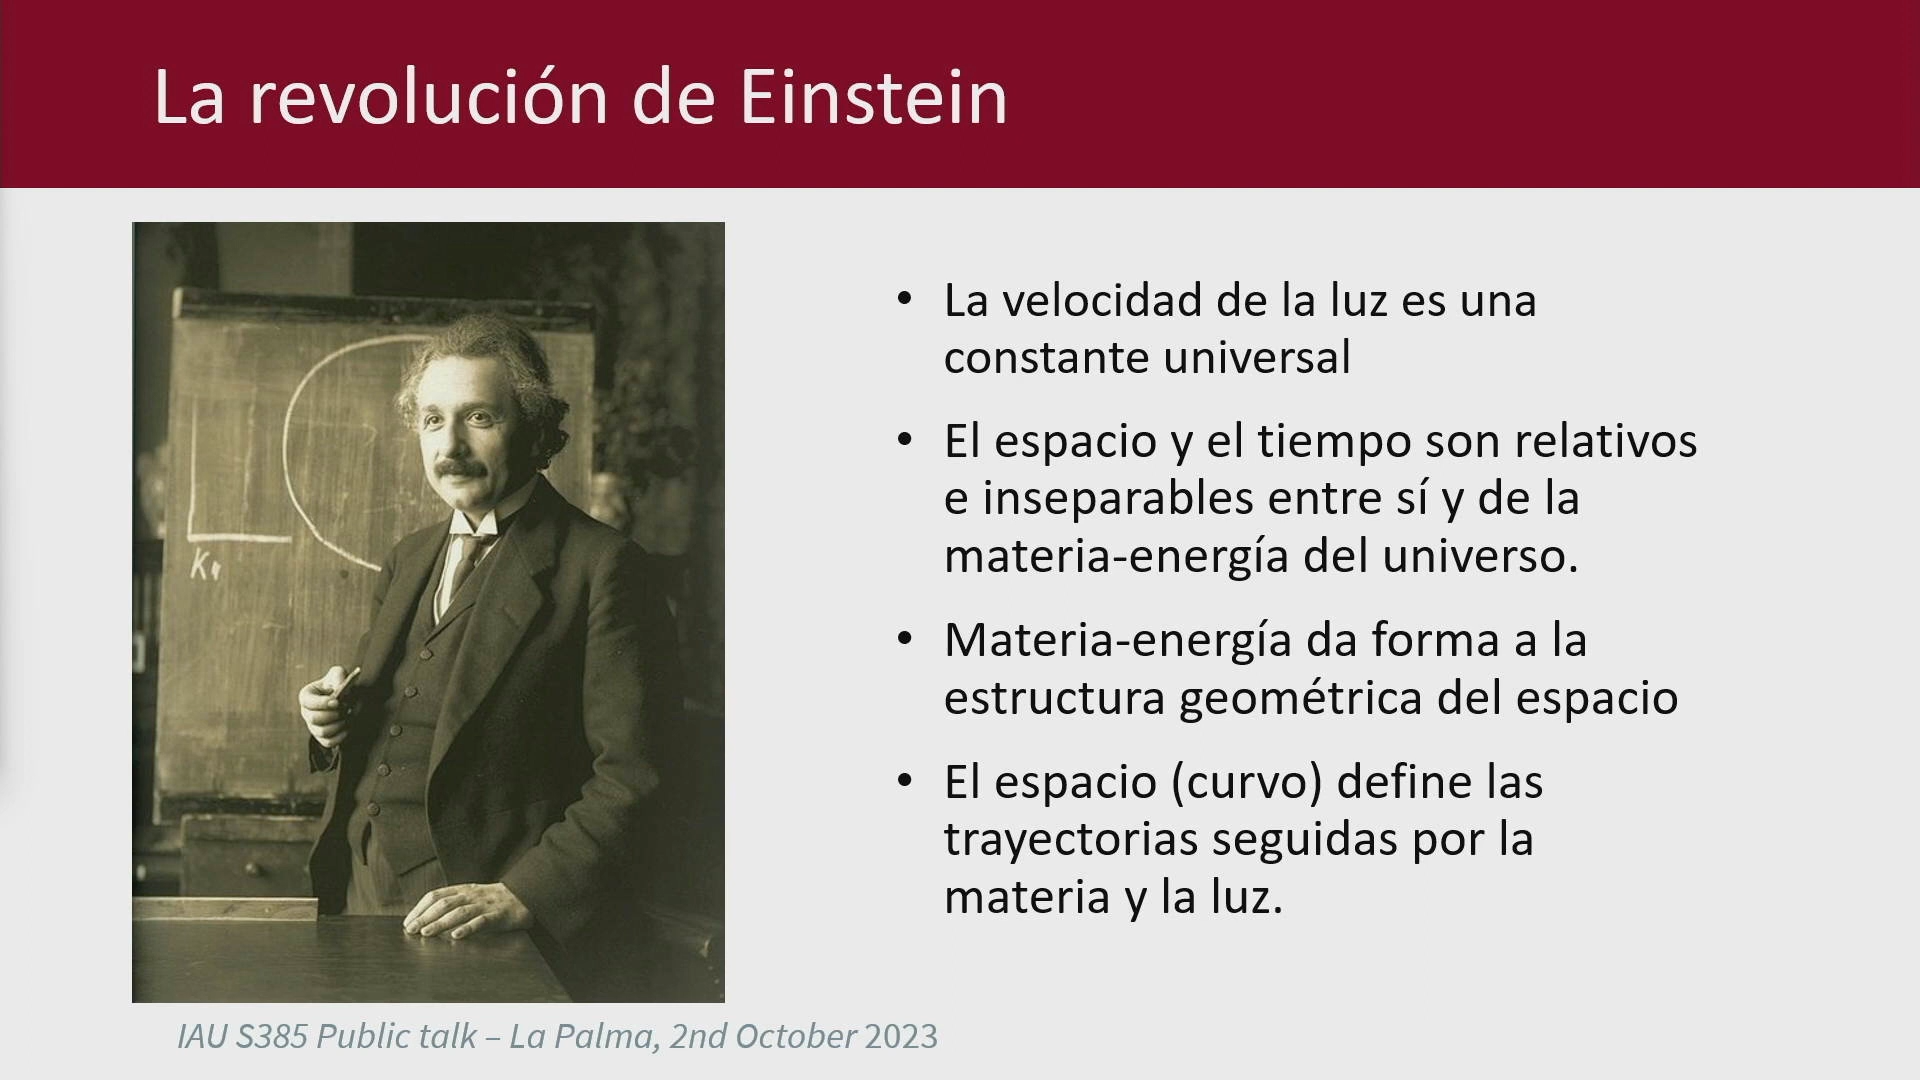 La revolución de Einstein
• La velocidad de la luz es una
constante universal
• El espacio y el tiempo son relativos
e inseparables entre sí y de la
materia-energía del universo.
• Materia-energía da forma a la
estructura geométrica del espacio
• El espacio (curvo) define las
trayectorias seguidas por la
materia y la luz.
IAU S385 Public talk – La Palma, 2nd October 2023